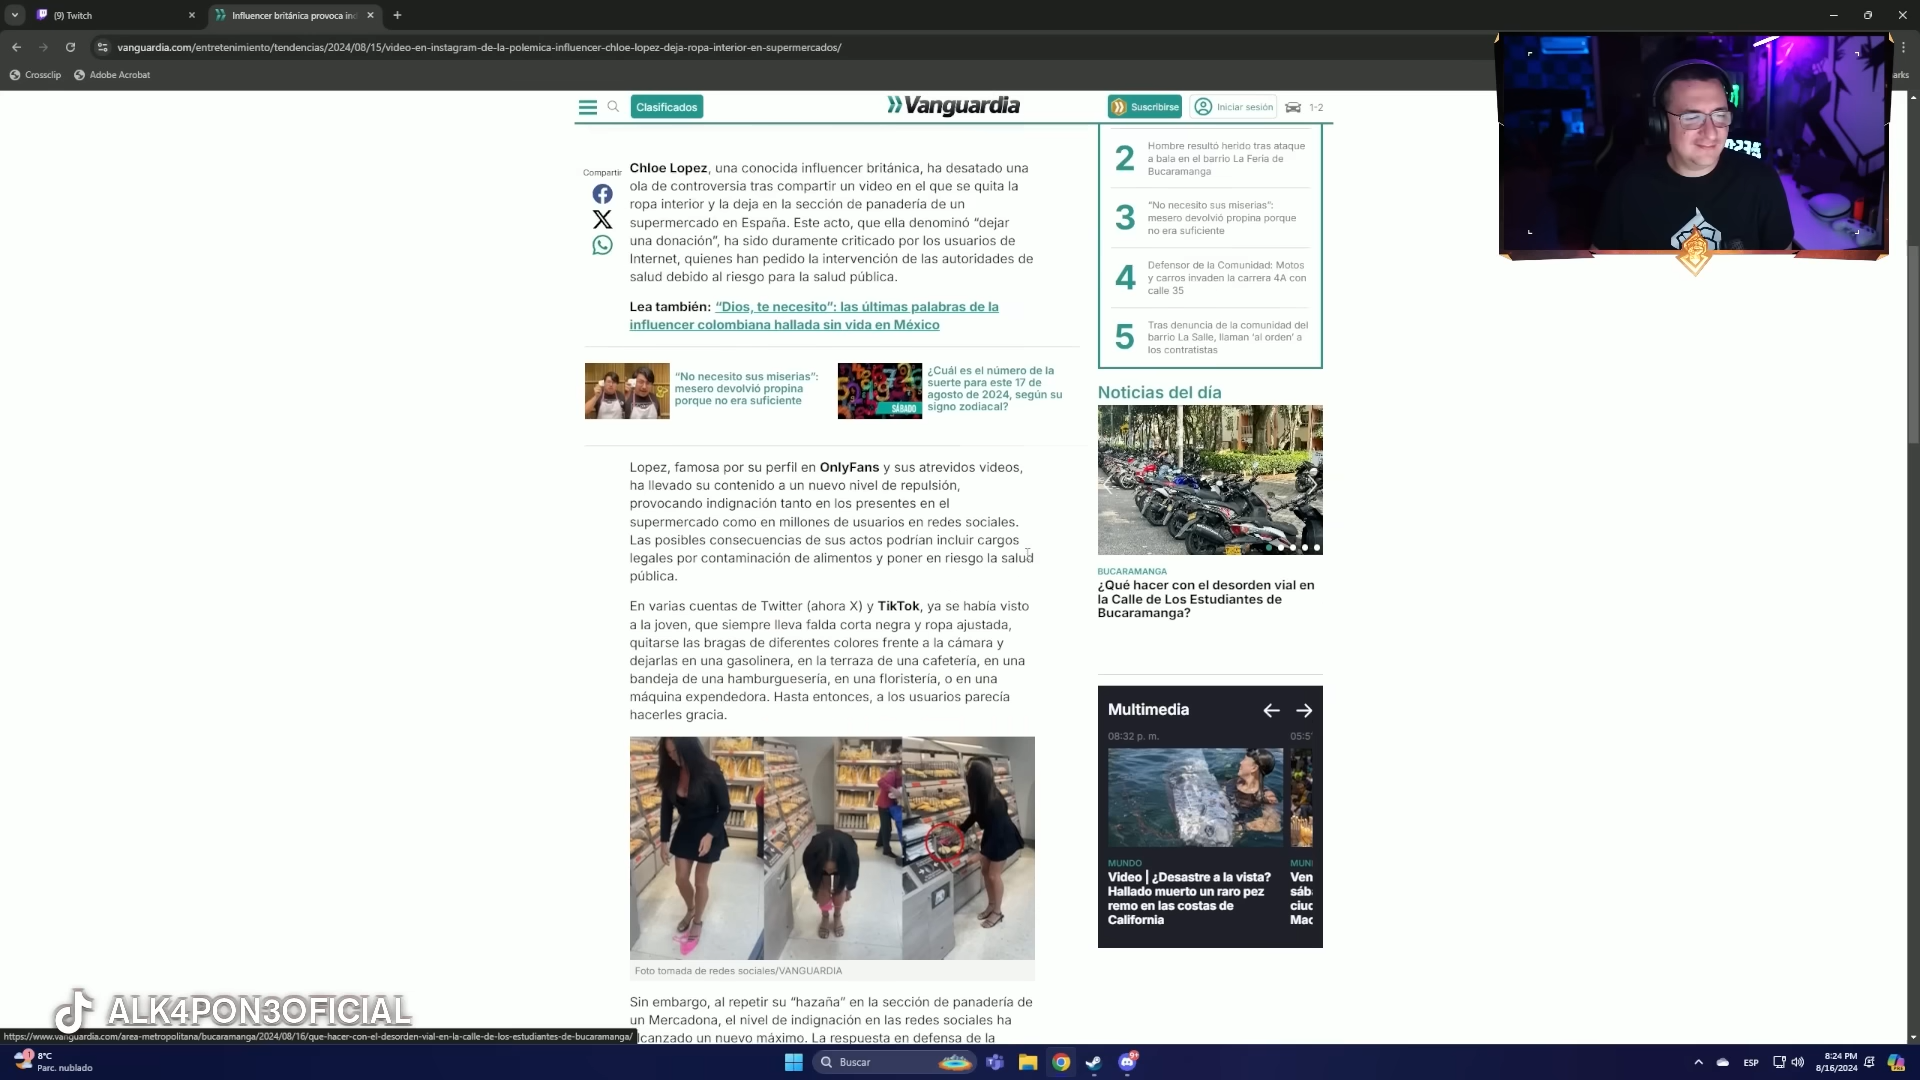 (9) Twitch
Influencer británica provoca in
vanguardia.com/entretenimiento/tendencias/2024/08/15/video-en-instagram-de-la-polemica-influencer-chloe-lopez-deja-ropa-interior-en-supermercados/
Crossclip
Adobe Acrobat
arks
Clasificados
Vanguardia
Suscribirse
Iniciar sesión
1-2
Compartir
Chloe Lopez, una conocida influencer británica, ha desatado una
ola de controversia tras compartir un video en el que se quita la
ropa interior y la deja en la sección de panadería de un
supermercado en España. Este acto, que ella denominó “dejar
una donación”, ha sido duramente criticado por los usuarios de
Internet, quienes han pedido la intervención de las autoridades de
salud debido al riesgo para la salud pública.
Lea también: “Dios, te necesito”: las últimas palabras de la
influencer colombiana hallada sin vida en México
“No necesito sus miserias”:
mesero devolvió propina
porque no era suficiente
SÁBADO
¿Cuál es el número de la
suerte para este 17 de
agosto de 2024, según su
signo zodiacal?
Lopez, famosa por su perfil en OnlyFans y sus atrevidos videos,
ha llevado su contenido a un nuevo nivel de repulsión,
provocando indignación tanto en los presentes en el
supermercado como en millones de usuarios en redes sociales.
Las posibles consecuencias de sus actos podrían incluir cargos
legales por contaminación de alimentos y poner en riesgo la salud
pública.
En varias cuentas de Twitter (ahora X) y TikTok, ya se había visto
a la joven, que siempre lleva falda corta negra y ropa ajustada,
quitarse las bragas de diferentes colores frente a la cámara y
dejarlas en una gasolinera, en la terraza de una cafetería, en una
bandeja de una hamburguesería, en una floristería, o en una
máquina expendedora. Hasta entonces, a los usuarios parecía
hacerles gracia.
Foto tomada de redes sociales/VANGUARDIA
Sin embargo, al repetir su “hazaña” en la sección de panadería de
un Mercadona, el nivel de indignación en las redes sociales ha
lcanzado un nuevo máximo. La respuesta en defensa de la
2
Hombre resultó herido tras ataque
a bala en el barrio La Feria de
Bucaramanga
3
“No necesito sus miserias”:
mesero devolvió propina porque
no era suficiente
4
Defensor de la Comunidad: Motos
y carros invaden la carrera 4A con
calle 35
5
Tras denuncia de la comunidad del
barrio La Salle, llaman ‘al orden’ a
los contratistas
Noticias del día
BUCARAMANGA
¿Qué hacer con el desorden vial en
la Calle de Los Estudiantes de
Bucaramanga?
Multimedia
08:32 p. m.
05:5
MUNDO
Video | ¿Desastre a la vista?
Hallado muerto un raro pez
remo en las costas de
California
MUN
Ven
sáb
ciud
Mac
ALK4PON3OFICIAL
https://www.vanguardia.com/area-metropolitana/bucaramanga/2024/08/16/que-hacer-con-el-desorden-vial-en-la-calle-de-los-estudiantes-de-bucaramanga/
8°C
Parc. nublado
Buscar
ESP
8:24 PM
8/16/2024